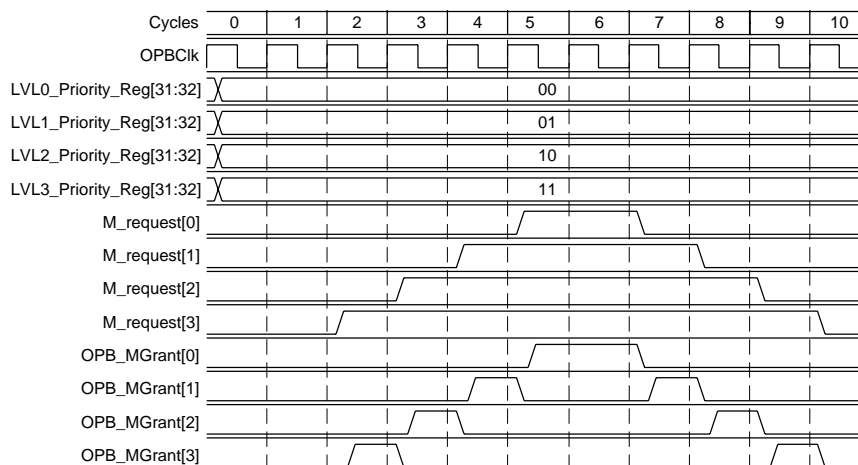 Cycles 0 1 2 3 4 5 6 7 8 9 10
OPBClk
LVL0_Priority_Reg[31:32] 00
LVL1_Priority_Reg[31:32] 01
LVL2_Priority_Reg[31:32] 10
LVL3_Priority_Reg[31:32] 11
M_request[0]
M_request[1]
M_request[2]
M_request[3]
OPB_MGrant[0]
OPB_MGrant[1]
OPB_MGrant[2]
OPB_MGrant[3]